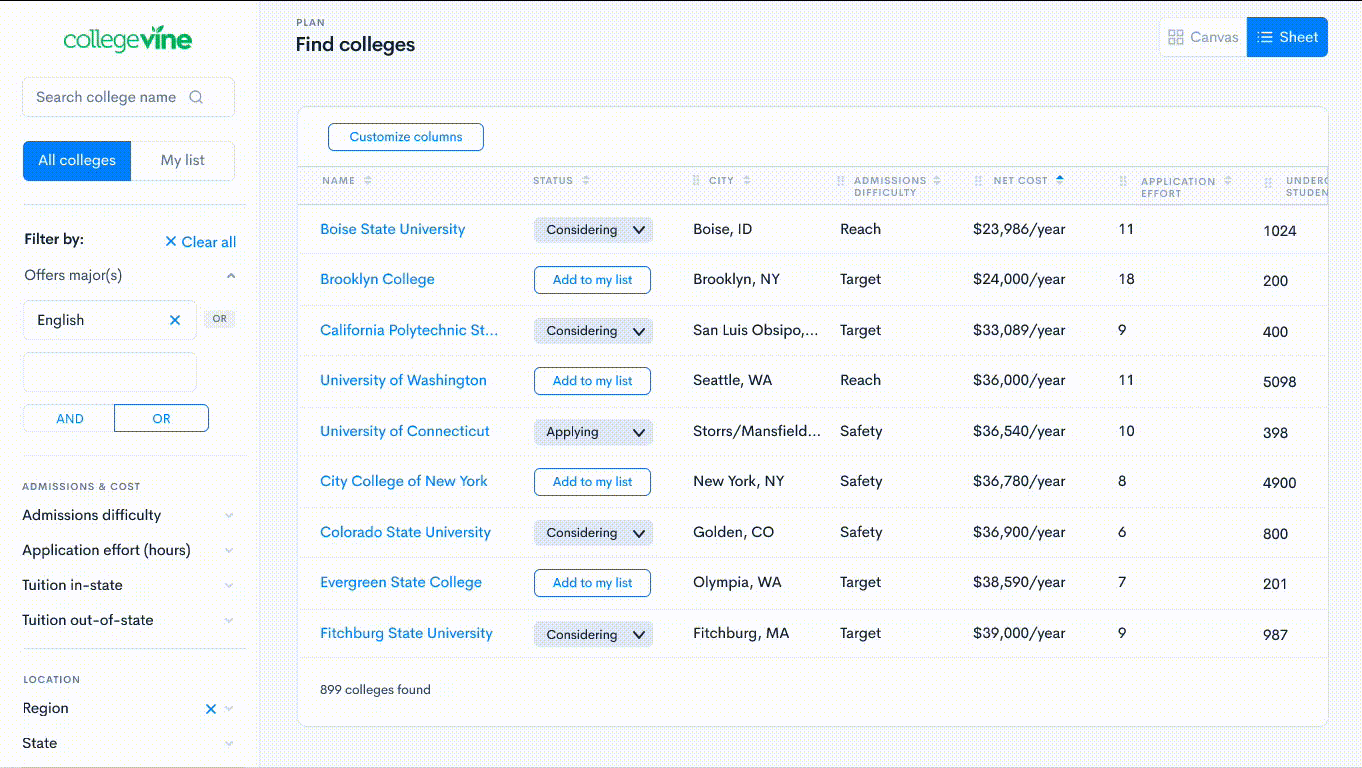 collegevine
Search college name
All colleges
My list
Filter by:
Clear all
Offers major(s)
English
OR
AND
OR
ADMISSIONS & COST
Admissions difficulty
Application effort (hours)
Tuition in-state
Tuition out-of-state
LOCATION
Region
State
PLAN
Find colleges
Canvas
Sheet
Customize columns
NAME STATUS CITY ADMISSIONS DIFFICULTY NET COST APPLICATION EFFORT UNDERG STUDEN
Boise State University Considering Boise, ID Reach $23,986/year 11 1024
Brooklyn College Add to my list Brooklyn, NY Target $24,000/year 18 200
California Polytechnic St... Considering San Luis Obsipo,... Target $33,089/year 9 400
University of Washington Add to my list Seattle, WA Reach $36,000/year 11 5098
University of Connecticut Applying Storrs/Mansfield... Safety $36,540/year 10 398
City College of New York Add to my list New York, NY Safety $36,780/year 8 4900
Colorado State University Considering Golden, CO Safety $36,900/year 6 800
Evergreen State College Add to my list Olympia, WA Target $38,590/year 7 201
Fitchburg State University Considering Fitchburg, MA Target $39,000/year 9 987
899 colleges found